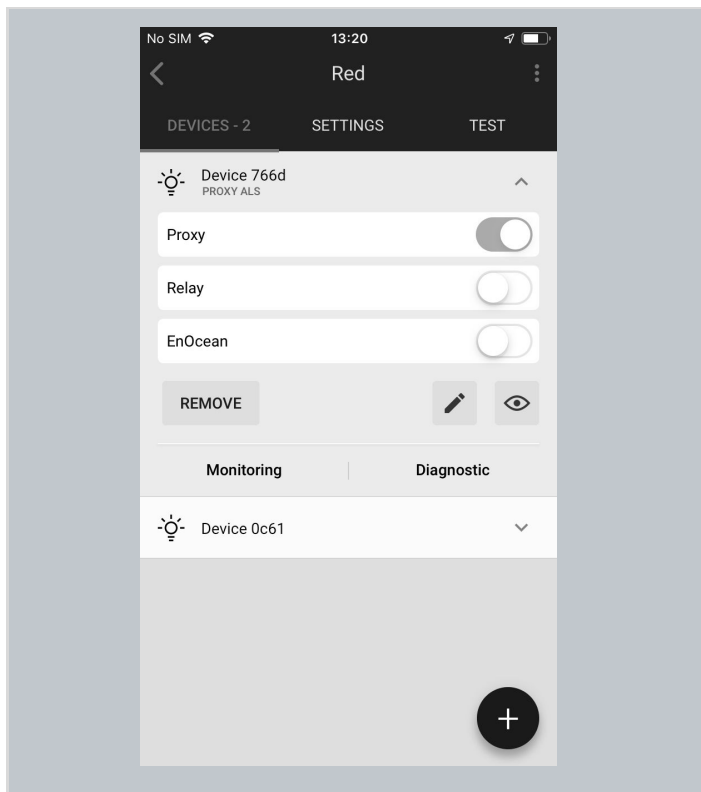 No SIM 13:20
Red
DEVICES - 2 SETTINGS TEST
Device 766d
PROXY ALS
Proxy
Relay
EnOcean
REMOVE
Monitoring Diagnostic
Device 0c61